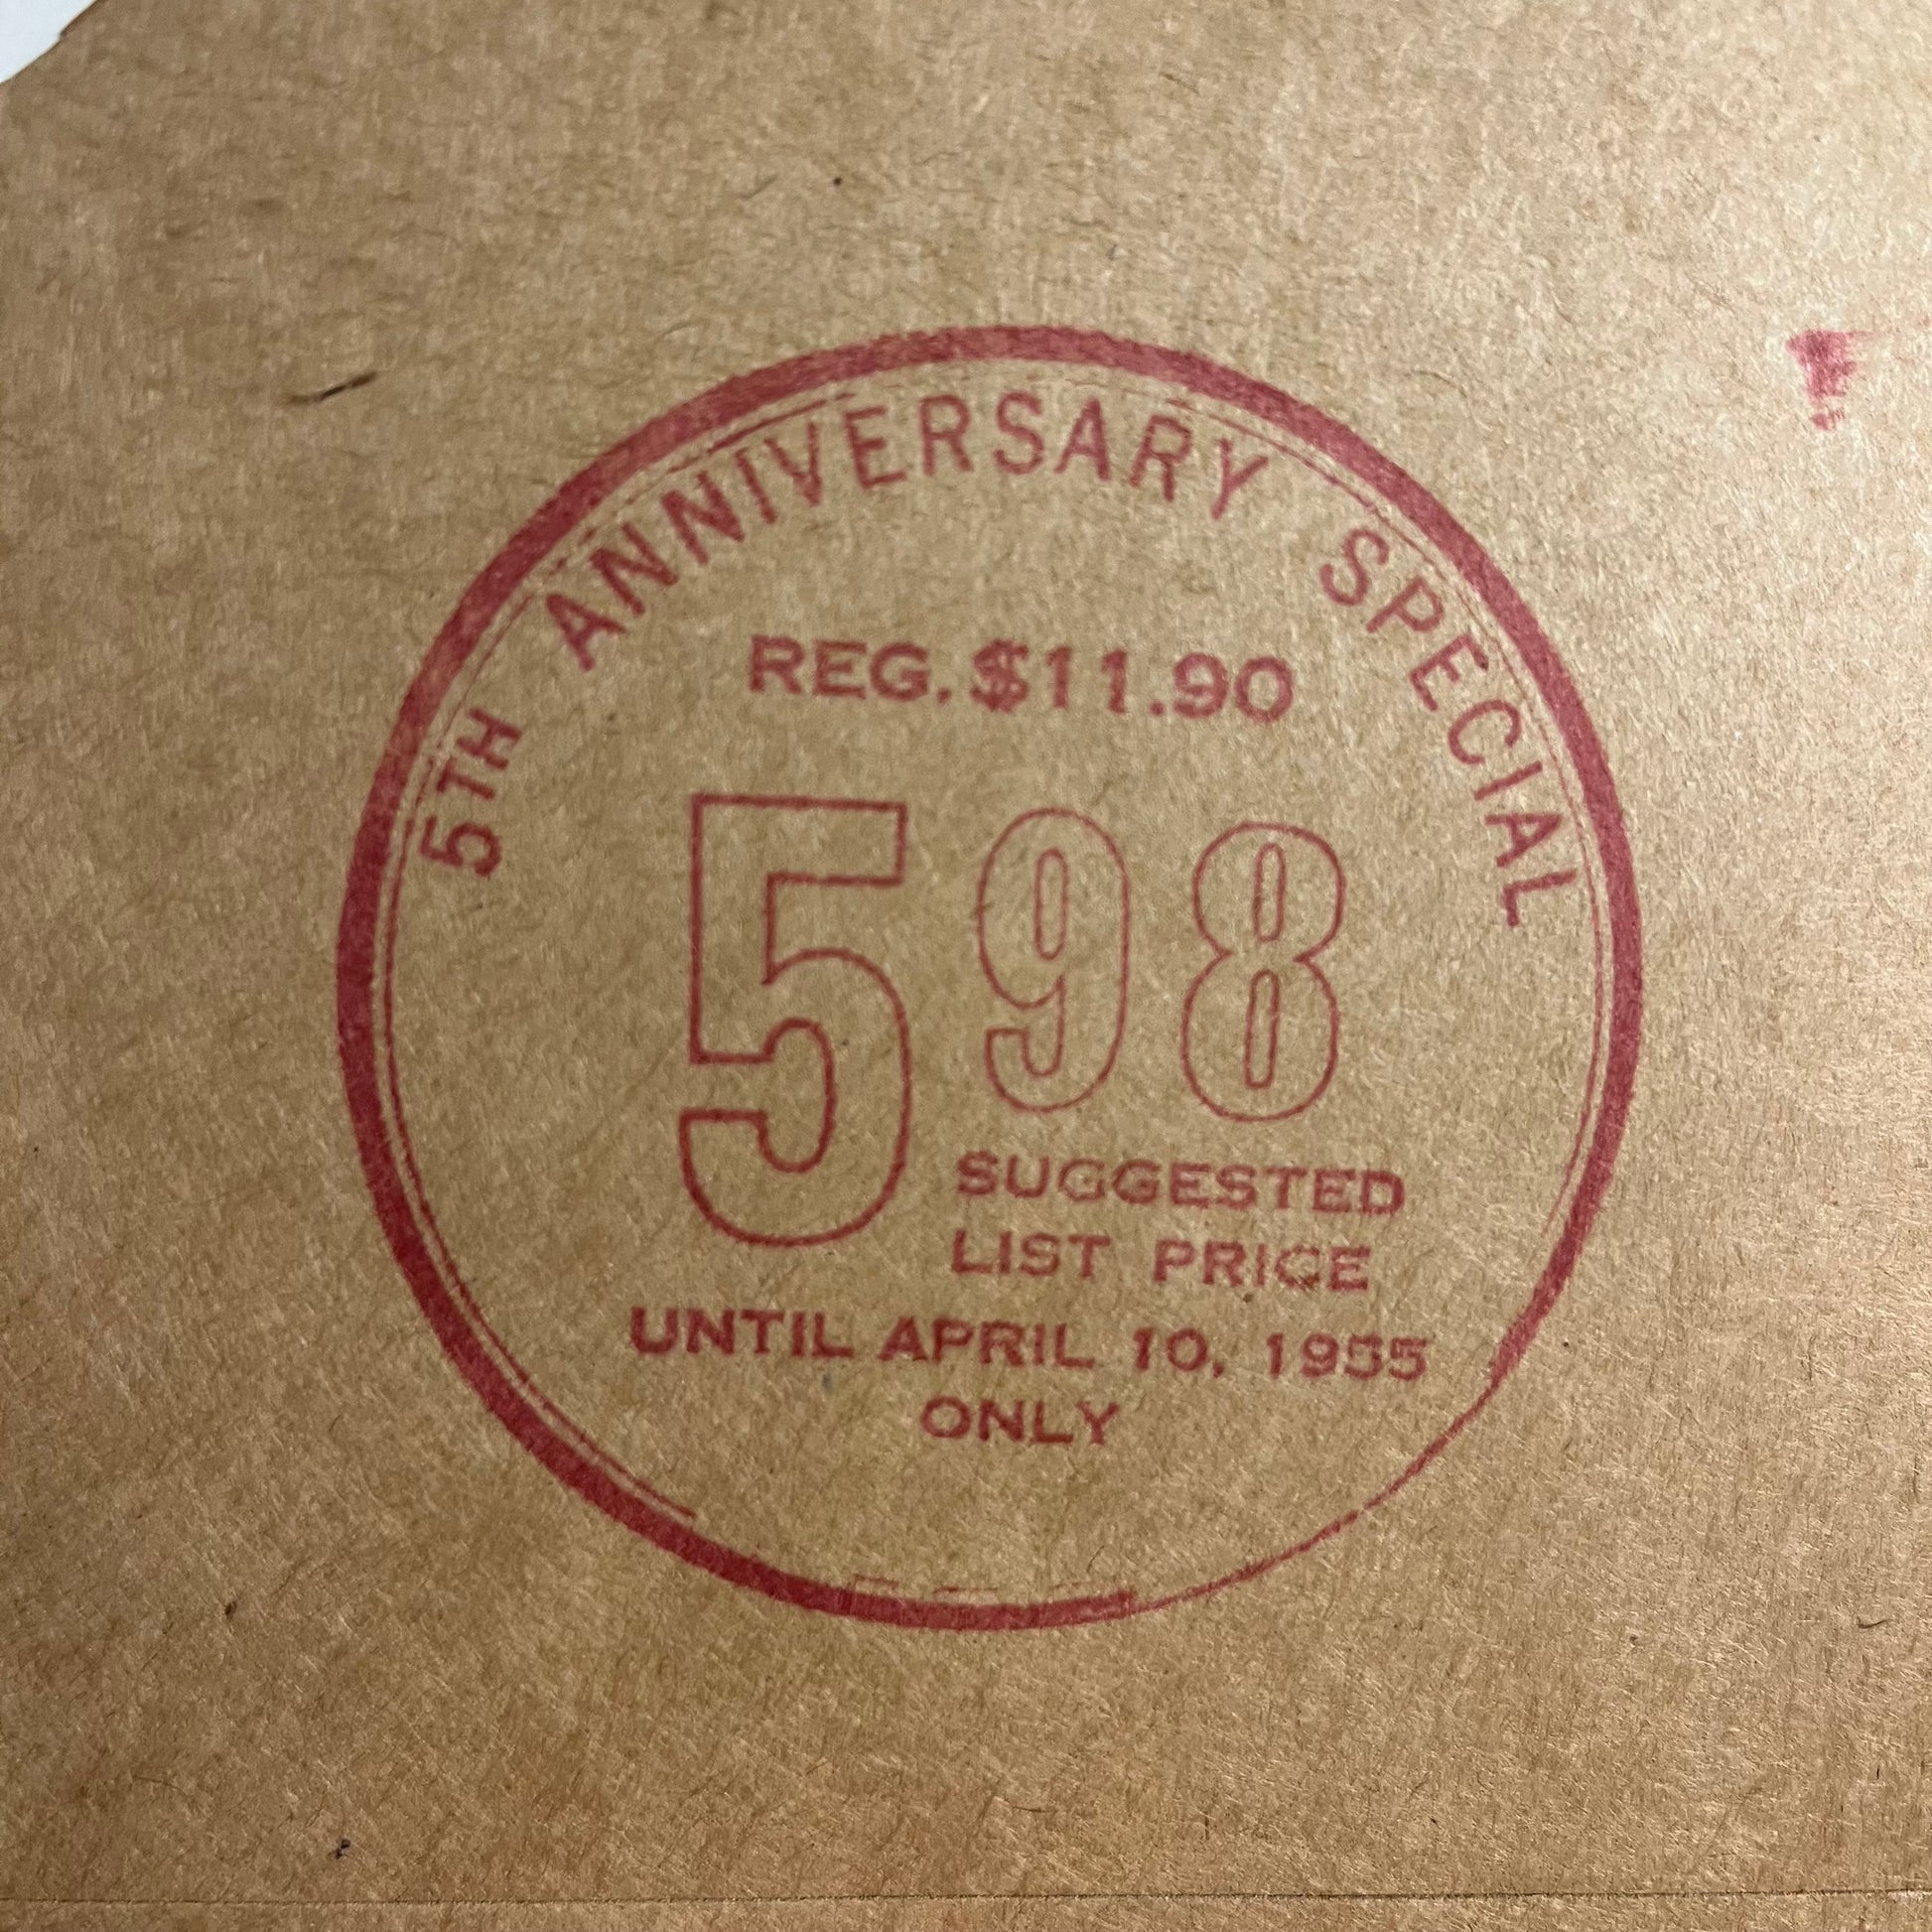 5TH ANNIVERSARY SPECIAL
REG. $11.90
598
SUGGESTED
LIST PRICE
UNTIL APRIL 10, 1955
ONLY